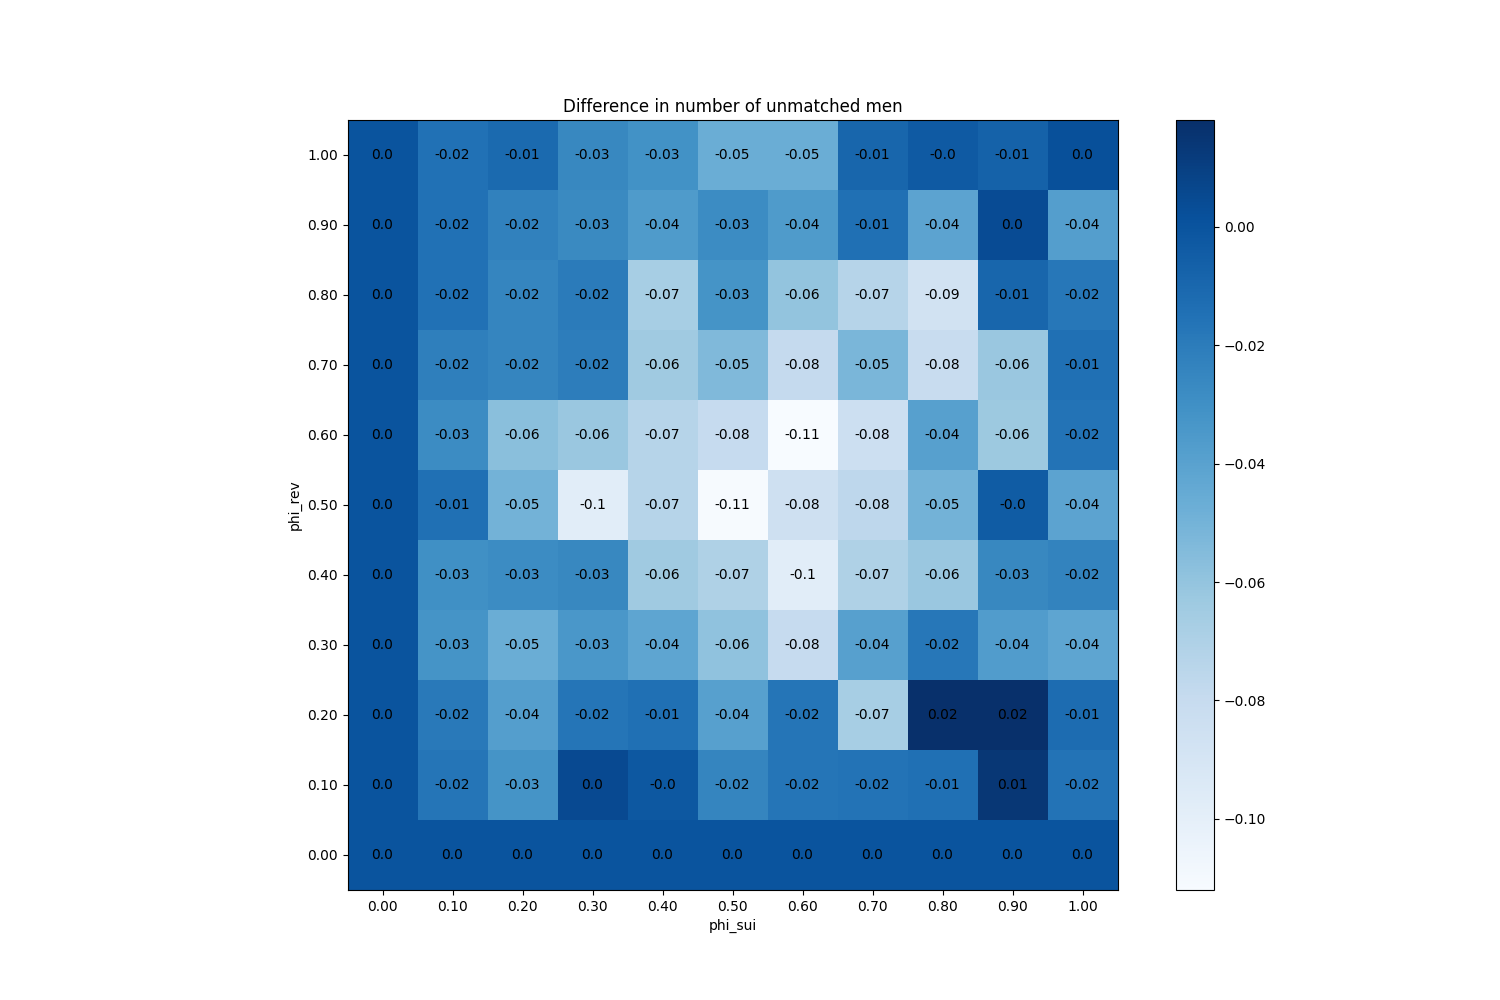 Difference in number of unmatched men
1.00 0.0 -0.02 -0.01 -0.03 -0.03 -0.05 -0.05 -0.01 -0.0 -0.01 0.0
0.90 0.0 -0.02 -0.02 -0.03 -0.04 -0.03 -0.04 -0.01 -0.04 0.0 -0.04
0.80 0.0 -0.02 -0.02 -0.02 -0.07 -0.03 -0.06 -0.07 -0.09 -0.01 -0.02
0.70 0.0 -0.02 -0.02 -0.02 -0.06 -0.05 -0.08 -0.05 -0.08 -0.06 -0.01
0.60 0.0 -0.03 -0.06 -0.06 -0.07 -0.08 -0.11 -0.08 -0.04 -0.06 -0.02
0.50 0.0 -0.01 -0.05 -0.1 -0.07 -0.11 -0.08 -0.08 -0.05 -0.0 -0.04
0.40 0.0 -0.03 -0.03 -0.03 -0.06 -0.07 -0.1 -0.07 -0.06 -0.03 -0.02
0.30 0.0 -0.03 -0.05 -0.03 -0.04 -0.06 -0.08 -0.04 -0.02 -0.04 -0.04
0.20 0.0 -0.02 -0.04 -0.02 -0.01 -0.04 -0.02 -0.07 0.02 0.02 -0.01
0.10 0.0 -0.02 -0.03 0.0 -0.0 -0.02 -0.02 -0.02 -0.01 0.01 -0.02
0.00 0.0 0.0 0.0 0.0 0.0 0.0 0.0 0.0 0.0 0.0 0.0
0.00 0.10 0.20 0.30 0.40 0.50 0.60 0.70 0.80 0.90 1.00
phi_sui
phi_rev
0.00
−0.02
−0.04
−0.06
−0.08
−0.10